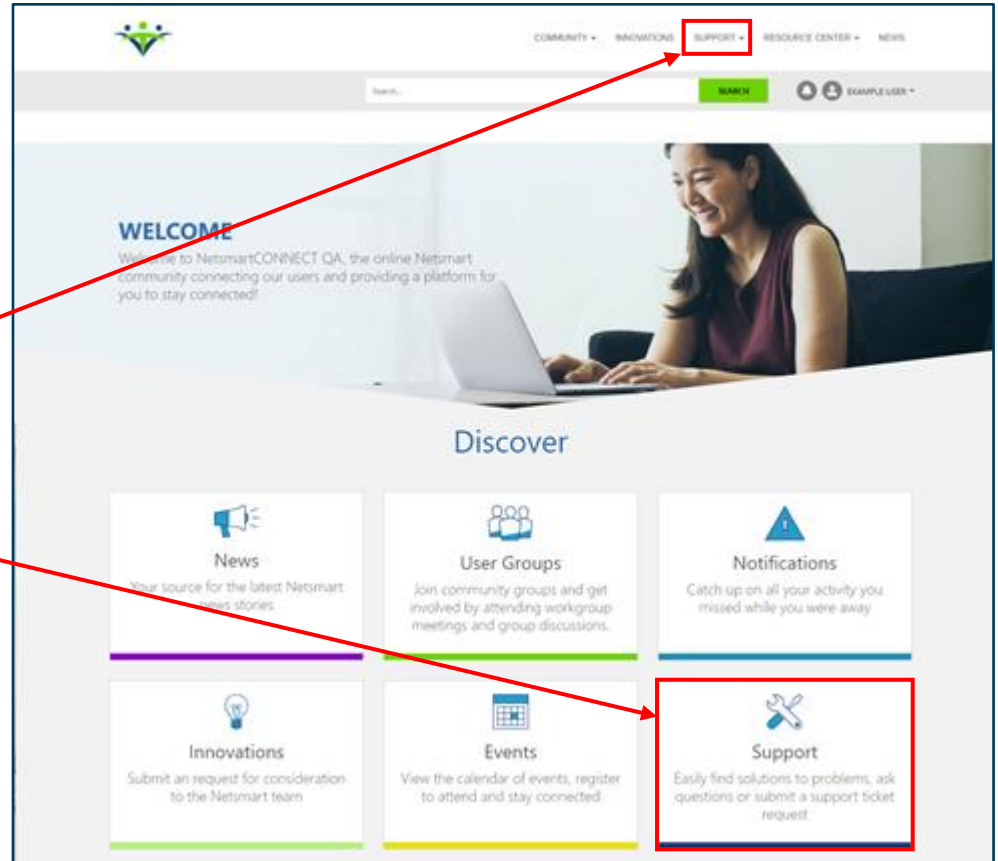 COMMUNITY INNOVATIONS SUPPORT RESOURCE CENTER NEWS
Search... SEARCH EXAMPLE USER
WELCOME
Welcome to NetsmartCONNECT QA, the online Netsmart
community connecting our users and providing a platform for
you to stay connected!
Discover
News
Your source for the latest Netsmart
news stories
User Groups
Join community groups and get
involved by attending workgroup
meetings and group discussions.
Notifications
Catch up on all your activity you
missed while you were away
Innovations
Submit an request for consideration
to the Netsmart team
Events
View the calendar of events, register
to attend and stay connected
Support
Easily find solutions to problems, ask
questions or submit a support ticket
request